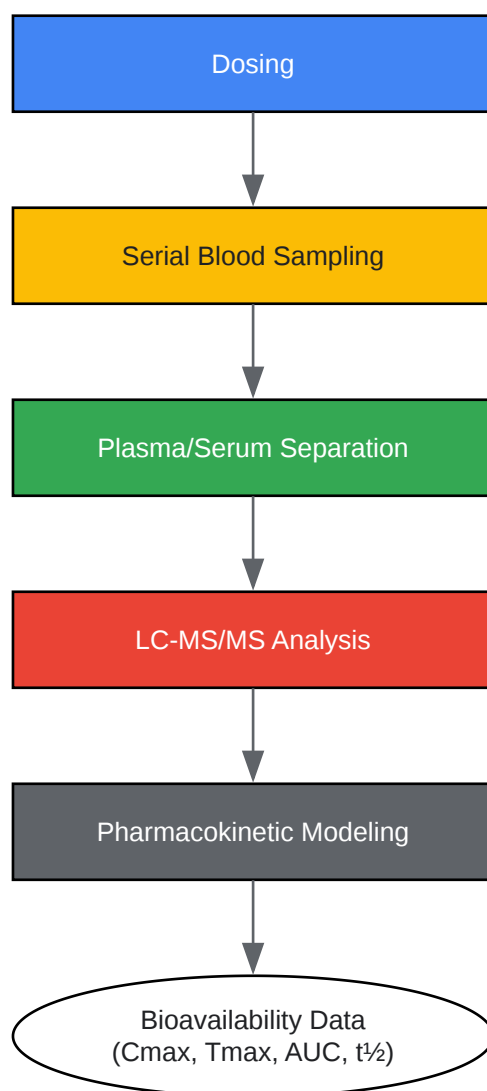 Dosing
Serial Blood Sampling
Plasma/Serum Separation
LC-MS/MS Analysis
Pharmacokinetic Modeling
Bioavailability Data
(Cmax, Tmax, AUC, t½)